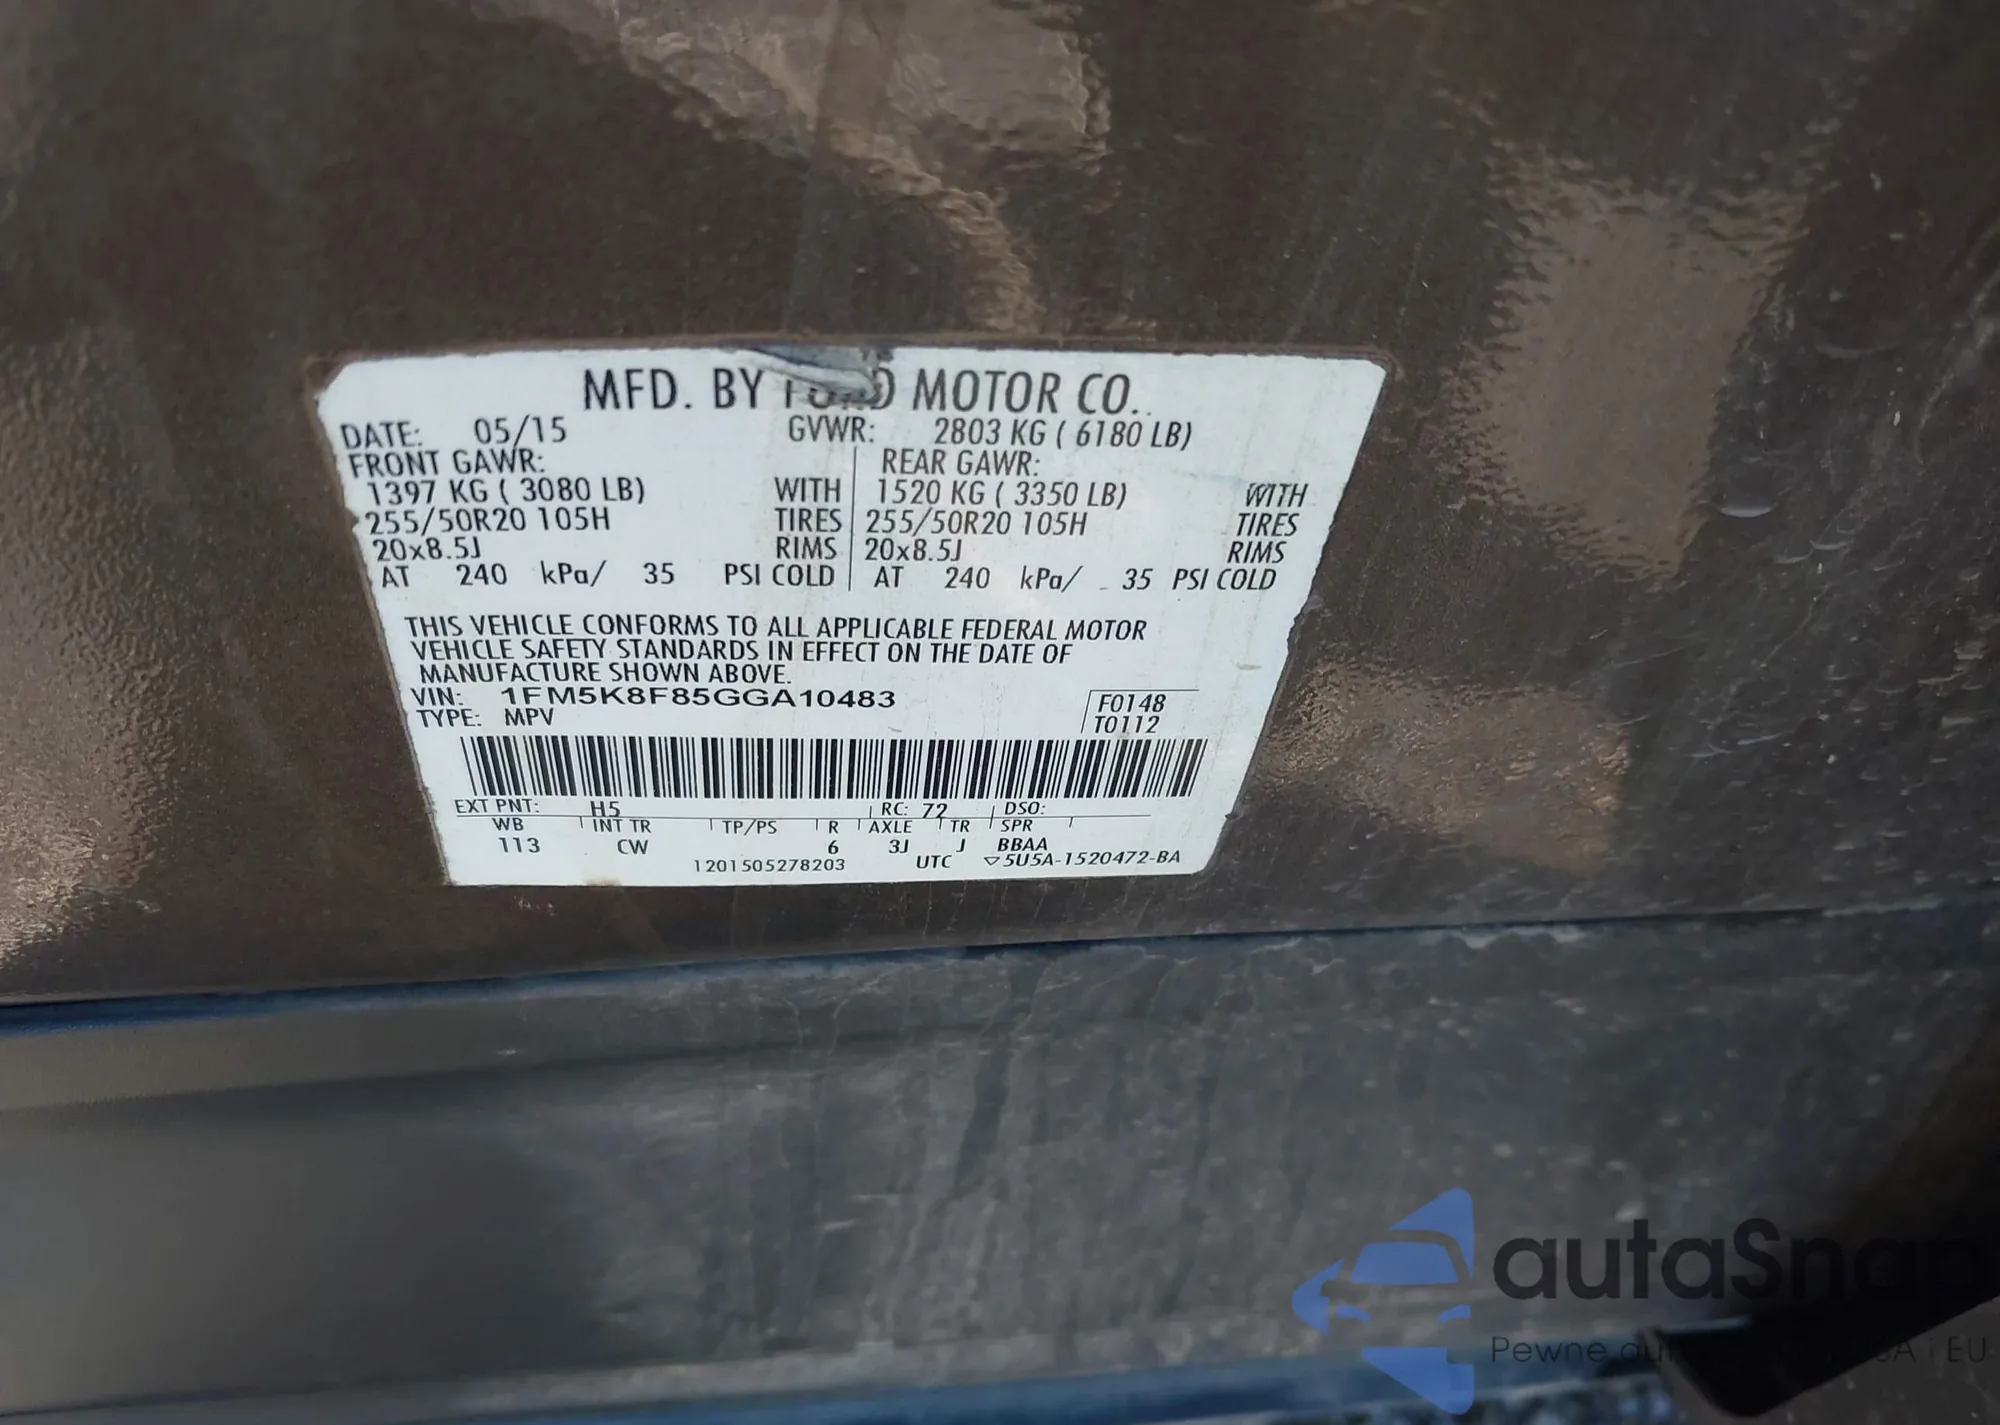 MFD. BY FORD MOTOR CO.
DATE: 05/15 GVWR: 2803 KG ( 6180 LB)
FRONT GAWR: REAR GAWR:
1397 KG ( 3080 LB) WITH 1520 KG ( 3350 LB) WITH
255/50R20 105H TIRES 255/50R20 105H TIRES
20x8.5J RIMS 20x8.5J RIMS
AT 240 kPa/ 35 PSI COLD AT 240 kPa/ 35 PSI COLD
THIS VEHICLE CONFORMS TO ALL APPLICABLE FEDERAL MOTOR
VEHICLE SAFETY STANDARDS IN EFFECT ON THE DATE OF
MANUFACTURE SHOWN ABOVE.
VIN: 1FM5K8F85GGA10483 F0148
TYPE: MPV T0112
EXT PNT: H5 RC: 72 DSO:
WB INT TR TP/PS R AXLE TR SPR
113 CW 6 3J J BBAA
1201505278203 UTC ▽5U5A-1520472-BA
autaSnap
Pewne i EU